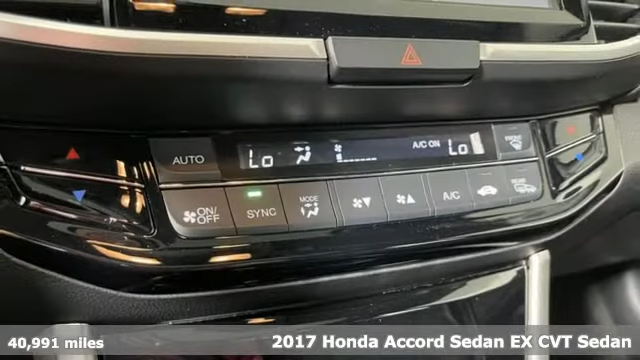 AUTO
Lo
A/C ON
Lo
FRONT
ON/
OFF
SYNC
MODE
A/C
REAR
40,991 miles
2017 Honda Accord Sedan EX CVT Sedan